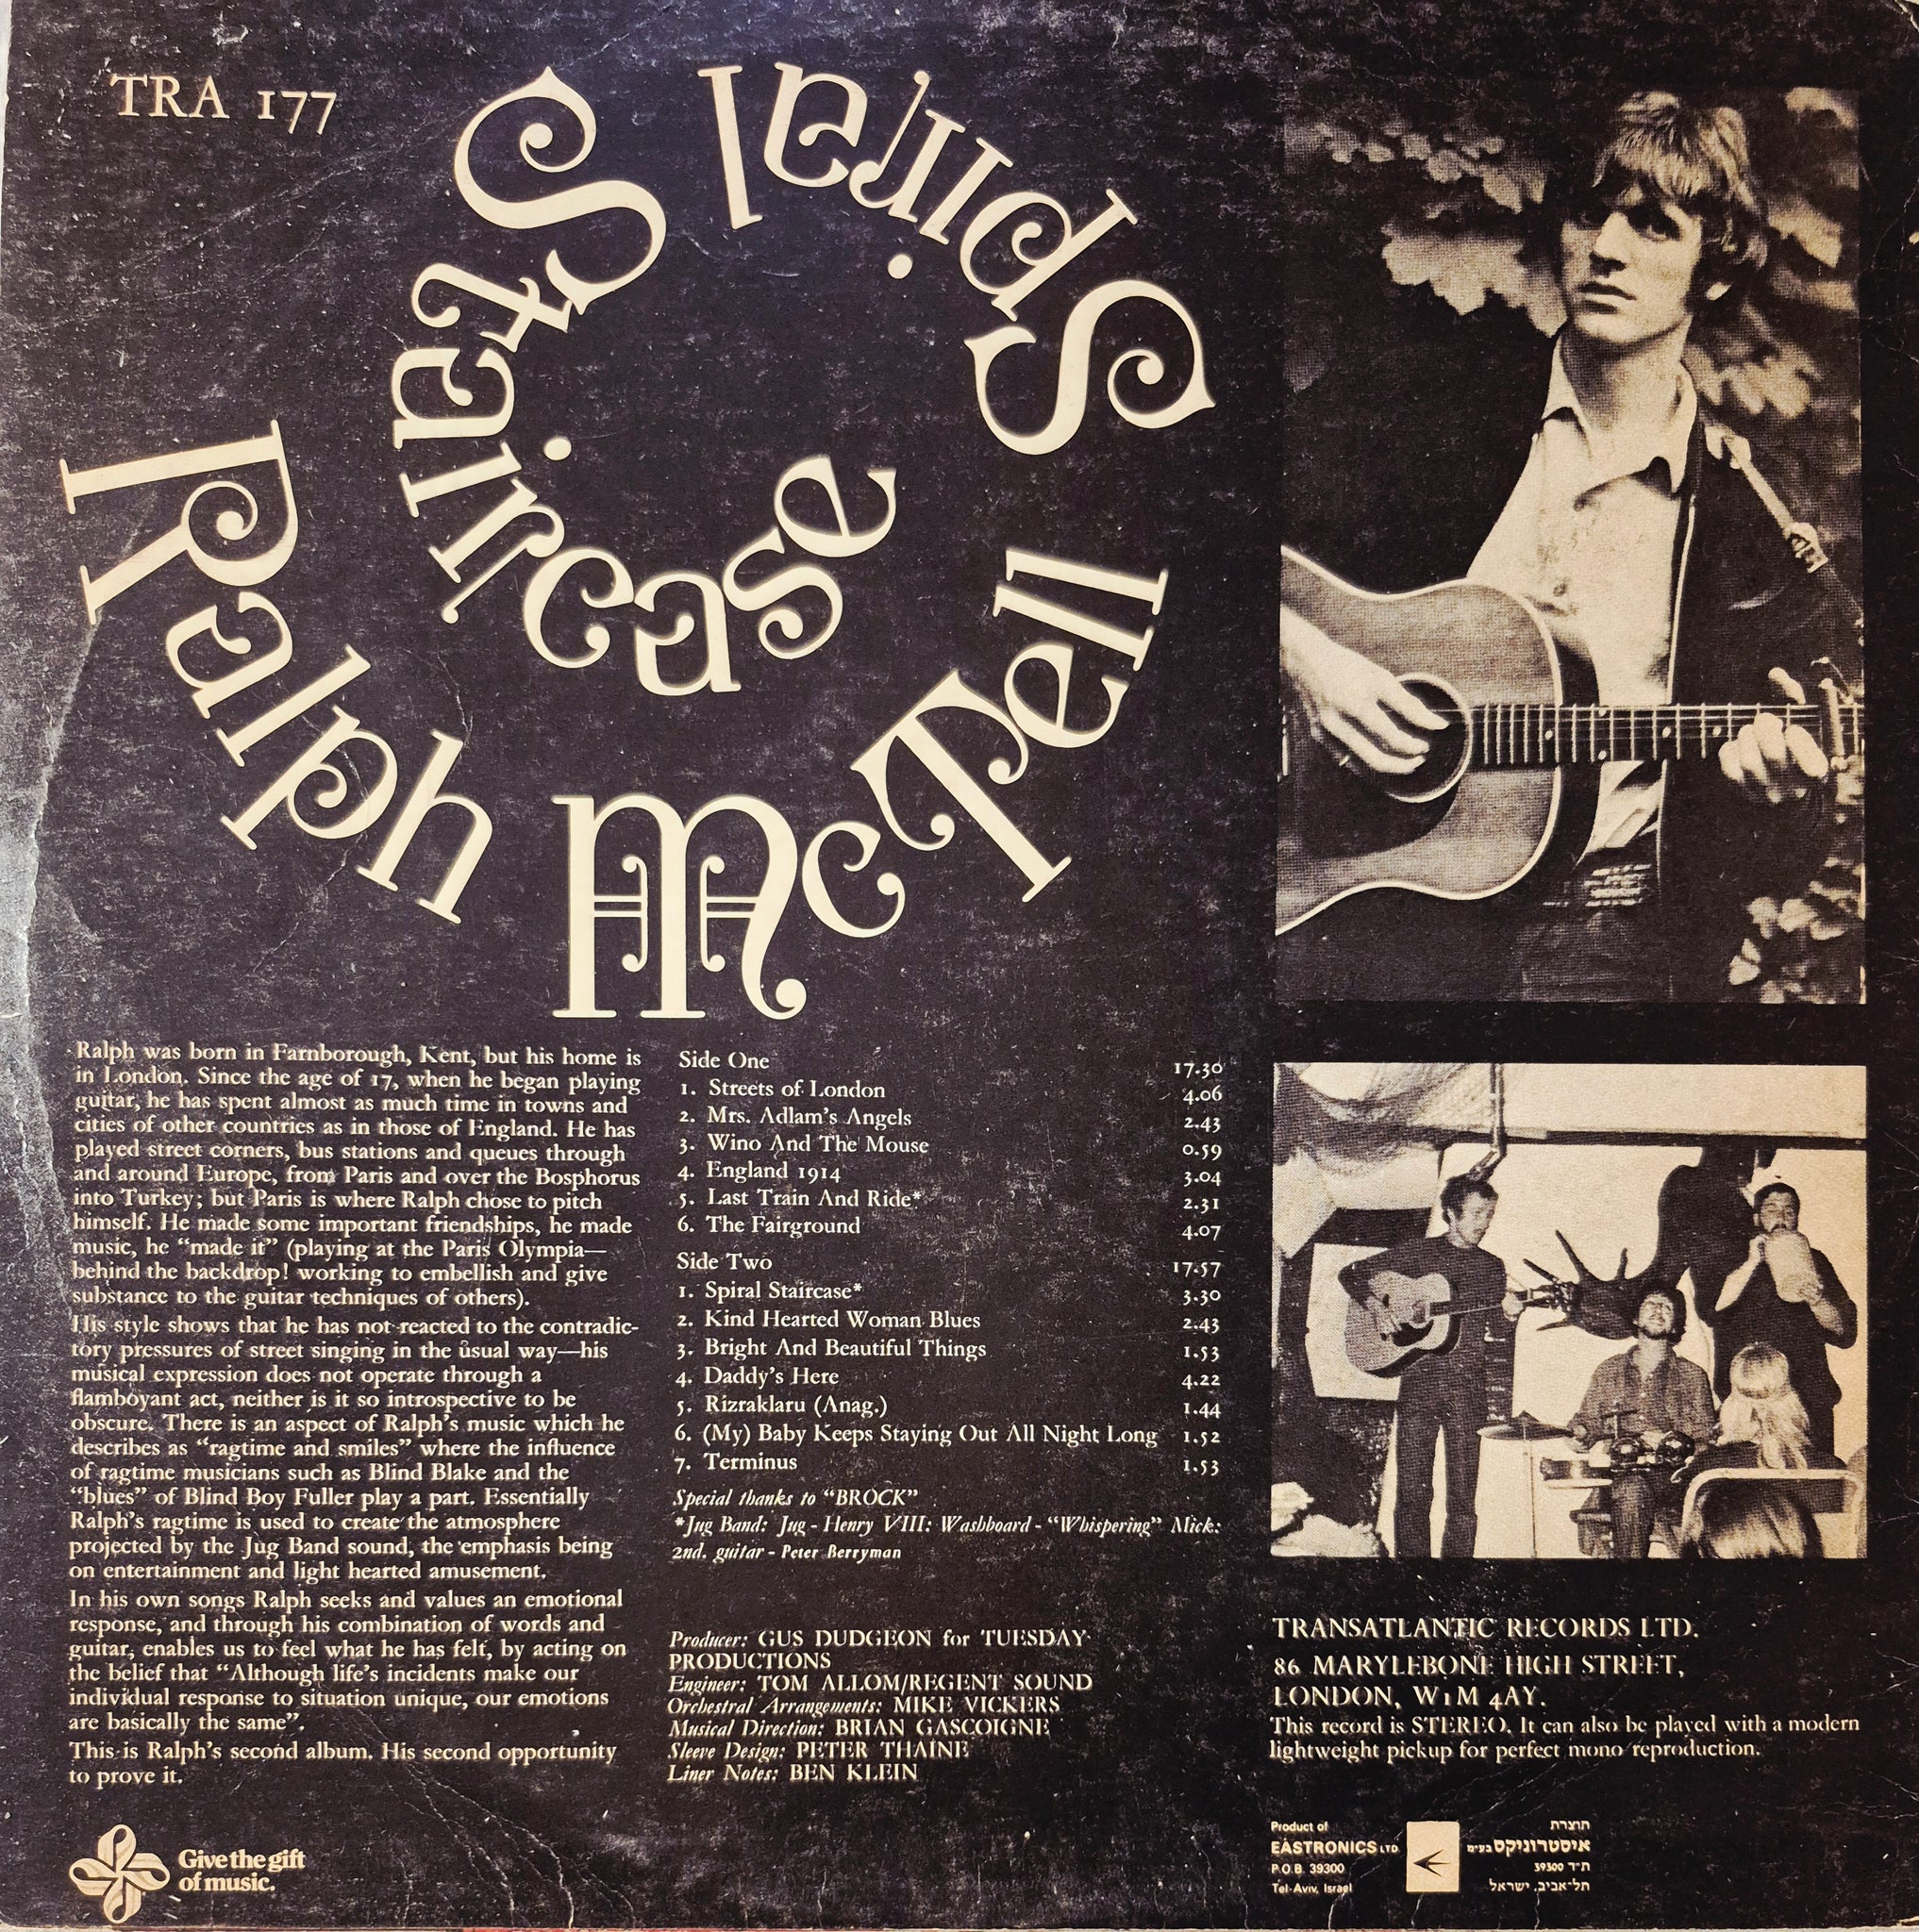 TRA 177
Spiral
Staircase
Ralph McTell
Ralph was born in Farnborough, Kent, but his home is
in London. Since the age of 17, when he began playing
guitar, he has spent almost as much time in towns and
cities of other countries as in those of England. He has
played street corners, bus stations and queues through
and around Europe, from Paris and over the Bosphorus
into Turkey; but Paris is where Ralph chose to pitch
himself. He made some important friendships, he made
music, he “made it” (playing at the Paris Olympia—
behind the backdrop! working to embellish and give
substance to the guitar techniques of others).
His style shows that he has not reacted to the contradic-
tory pressures of street singing in the usual way—his
musical expression does not operate through a
flamboyant act, neither is it so introspective to be
obscure. There is an aspect of Ralph’s music which he
describes as “ragtime and smiles” where the influence
of ragtime musicians such as Blind Blake and the
“blues” of Blind Boy Fuller play a part. Essentially
Ralph’s ragtime is used to create the atmosphere
projected by the Jug Band sound, the emphasis being
on entertainment and light hearted amusement.
In his own songs Ralph seeks and values an emotional
response, and through his combination of words and
guitar, enables us to feel what he has felt, by acting on
the belief that “Although life’s incidents make our
individual response to situation unique, our emotions
are basically the same”.
This is Ralph’s second album. His second opportunity
to prove it.
Give the gift
of music.
Side One 17.30
1. Streets of London 4.06
2. Mrs. Adlam’s Angels 2.43
3. Wino And The Mouse 0.59
4. England 1914 3.04
5. Last Train And Ride* 2.31
6. The Fairground 4.07
Side Two 17.57
1. Spiral Staircase* 3.30
2. Kind Hearted Woman Blues 2.43
3. Bright And Beautiful Things 1.53
4. Daddy’s Here 4.22
5. Rizraklaru (Anag.) 1.44
6. (My) Baby Keeps Staying Out All Night Long 1.52
7. Terminus 1.53
Special thanks to “BROCK”
*Jug Band: Jug - Henry VIII: Washboard - “Whispering” Mick:
2nd. guitar - Peter Berryman
Producer: GUS DUDGEON for TUESDAY
PRODUCTIONS
Engineer: TOM ALLOM/REGENT SOUND
Orchestral Arrangements: MIKE VICKERS
Musical Direction: BRIAN GASCOIGNE
Sleeve Design: PETER THAINE
Liner Notes: BEN KLEIN
TRANSATLANTIC RECORDS LTD.
86 MARYLEBONE HIGH STREET,
LONDON, W1M 4AY.
This record is STEREO. It can also be played with a modern
lightweight pickup for perfect mono reproduction.
Product of
EASTRONICS LTD
P.O.B. 39300
Tel-Aviv, Israel
תוצרת
איסטרוניקס בע״מ
ת״ד 39300
תל-אביב, ישראל